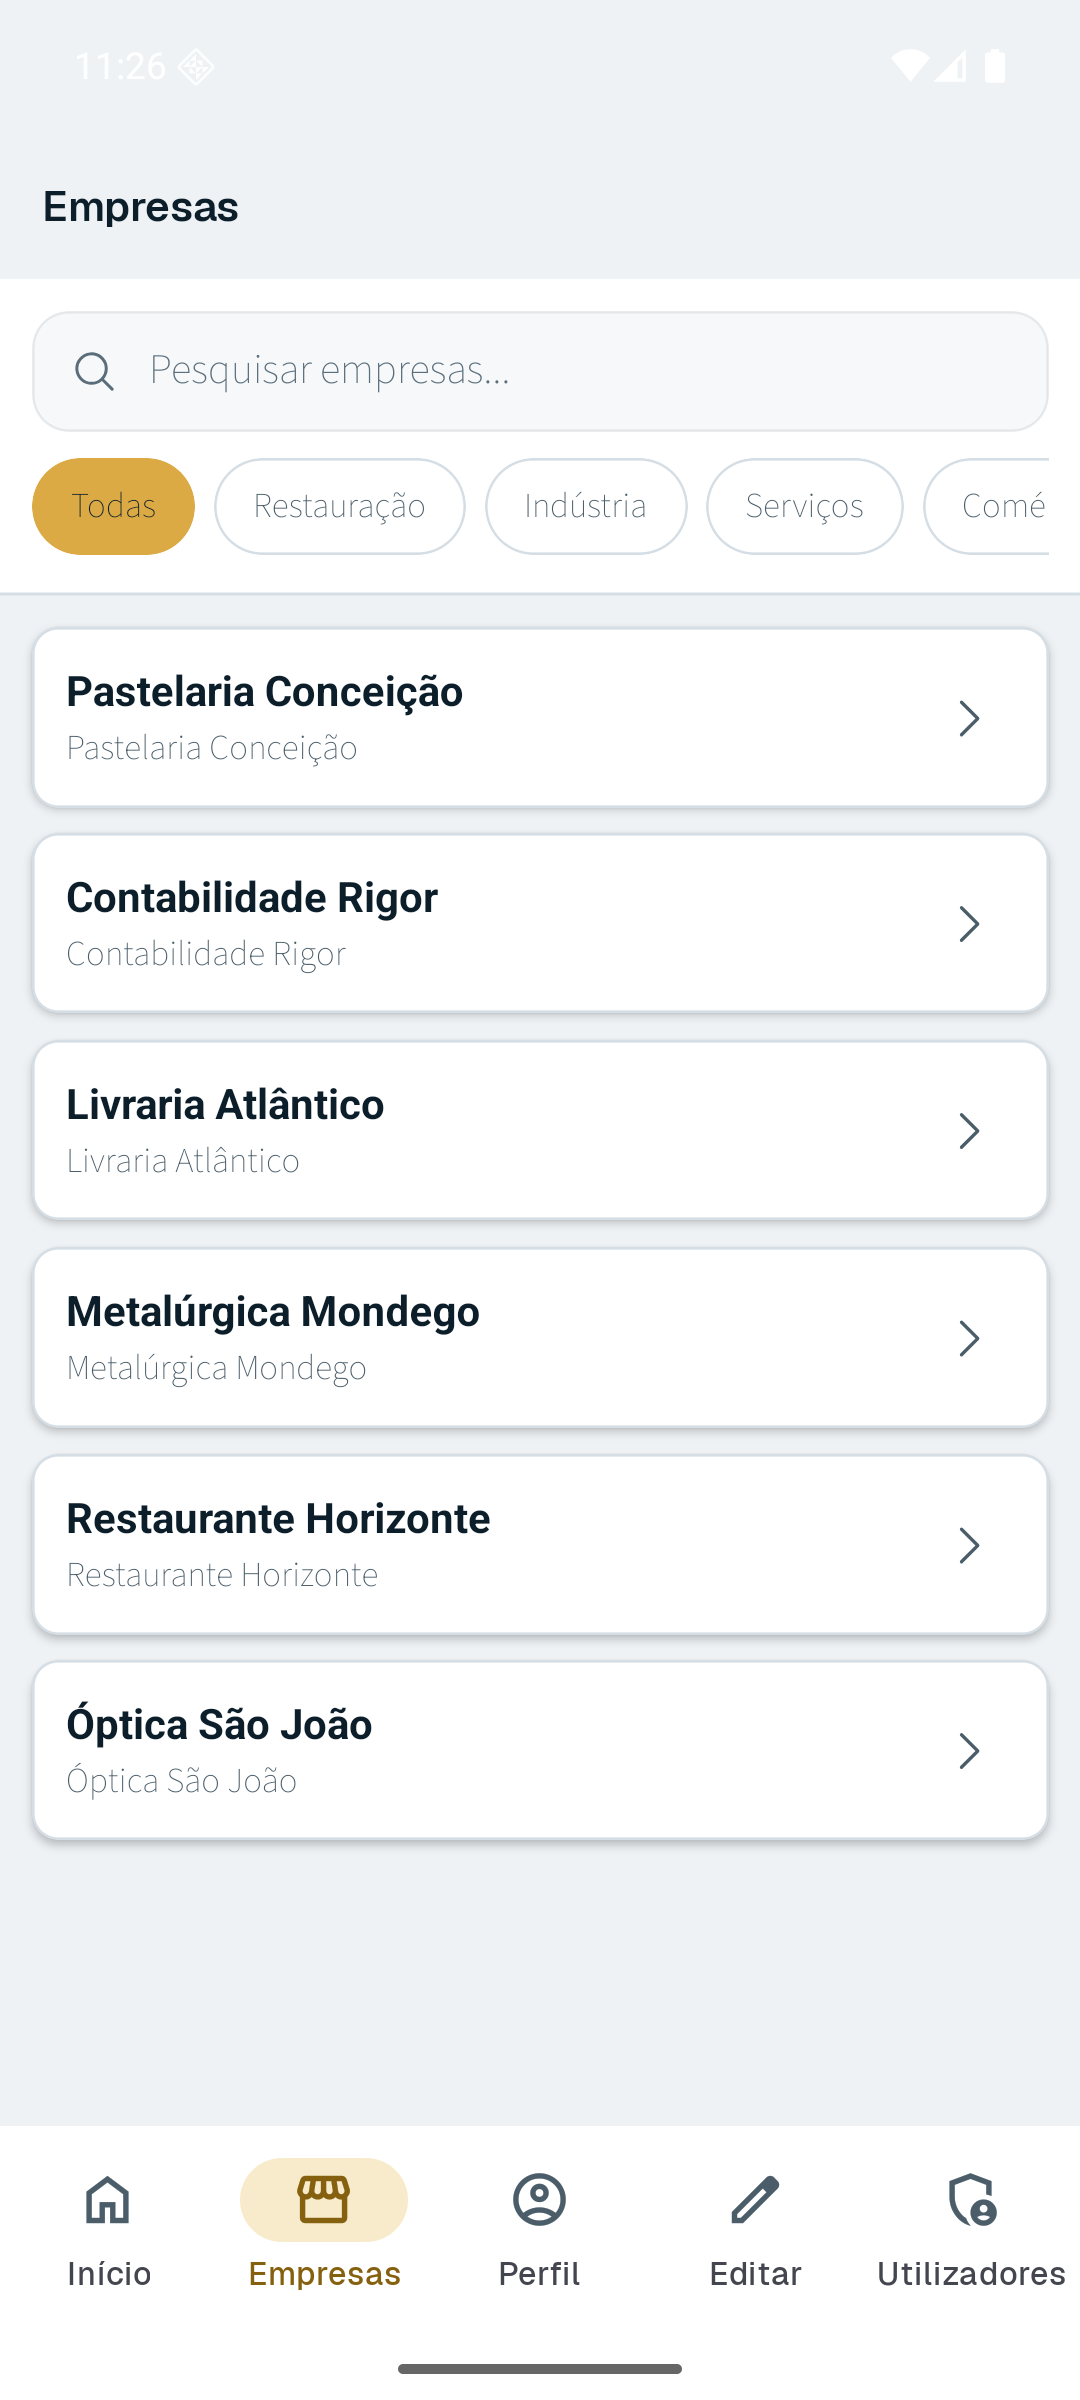 11:26
Empresas
Pesquisar empresas...
Todas
Restauração
Indústria
Serviços
Comé
Pastelaria Conceição
Pastelaria Conceição
Contabilidade Rigor
Contabilidade Rigor
Livraria Atlântico
Livraria Atlântico
Metalúrgica Mondego
Metalúrgica Mondego
Restaurante Horizonte
Restaurante Horizonte
Óptica São João
Óptica São João
Início
Empresas
Perfil
Editar
Utilizadores